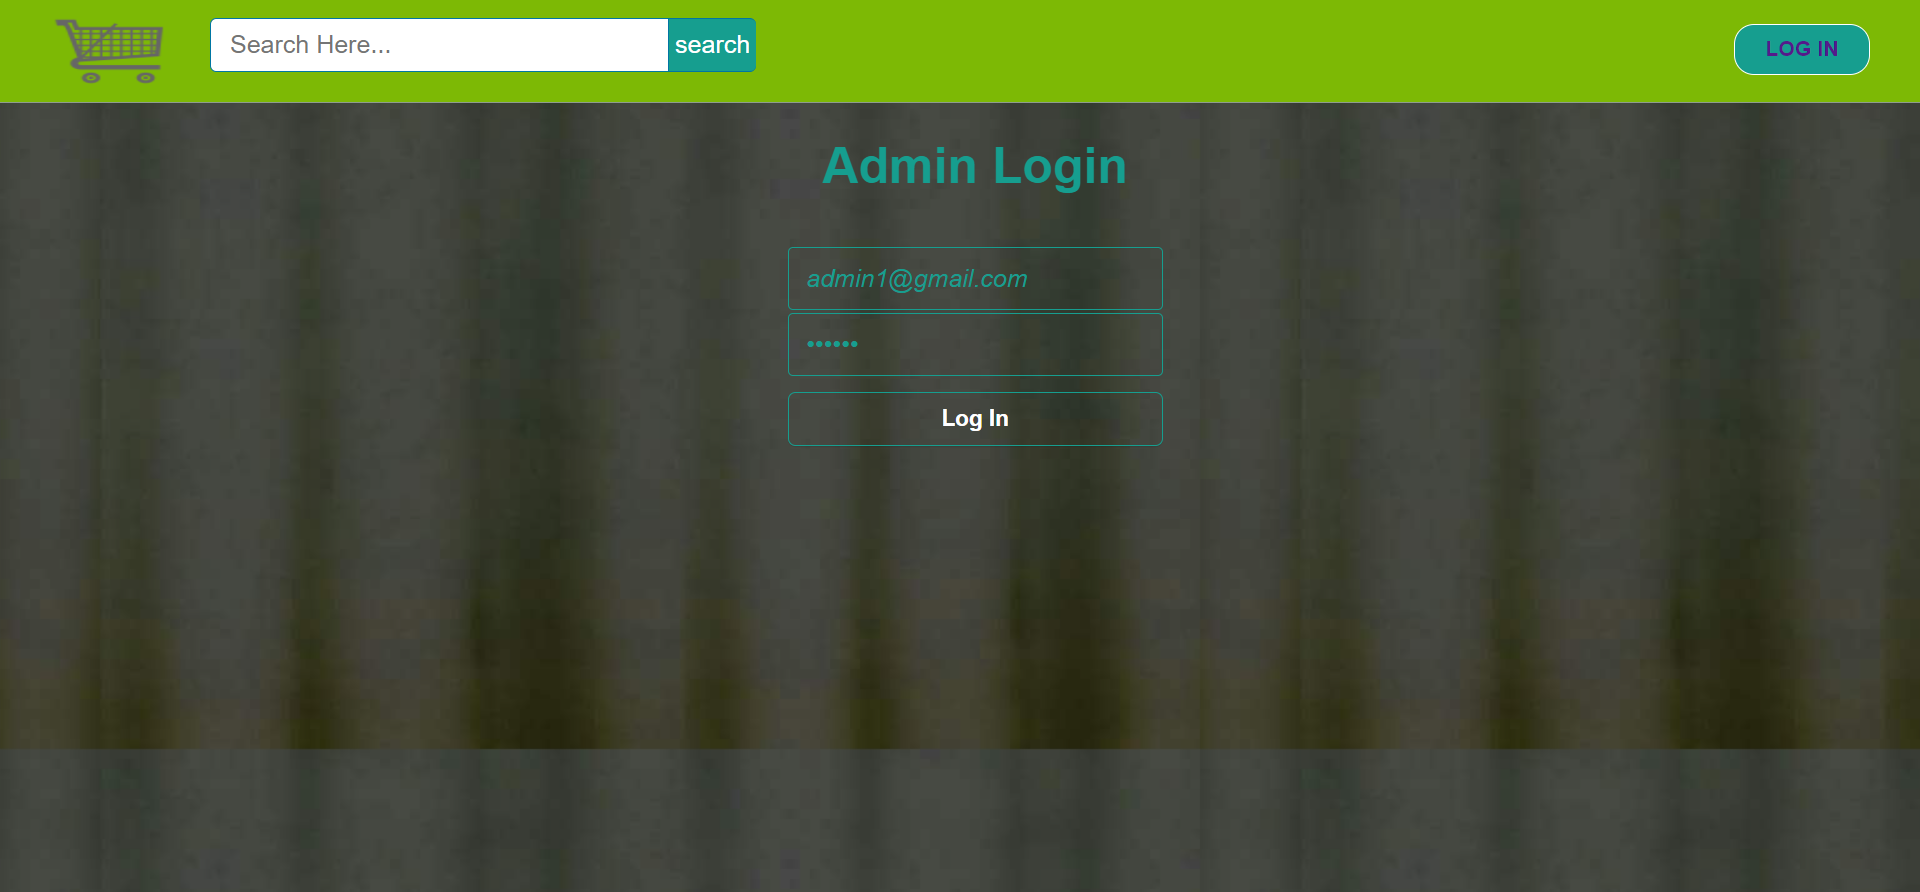 Search Here...
search
LOG IN
Admin Login
admin1@gmail.com
••••••
Log In